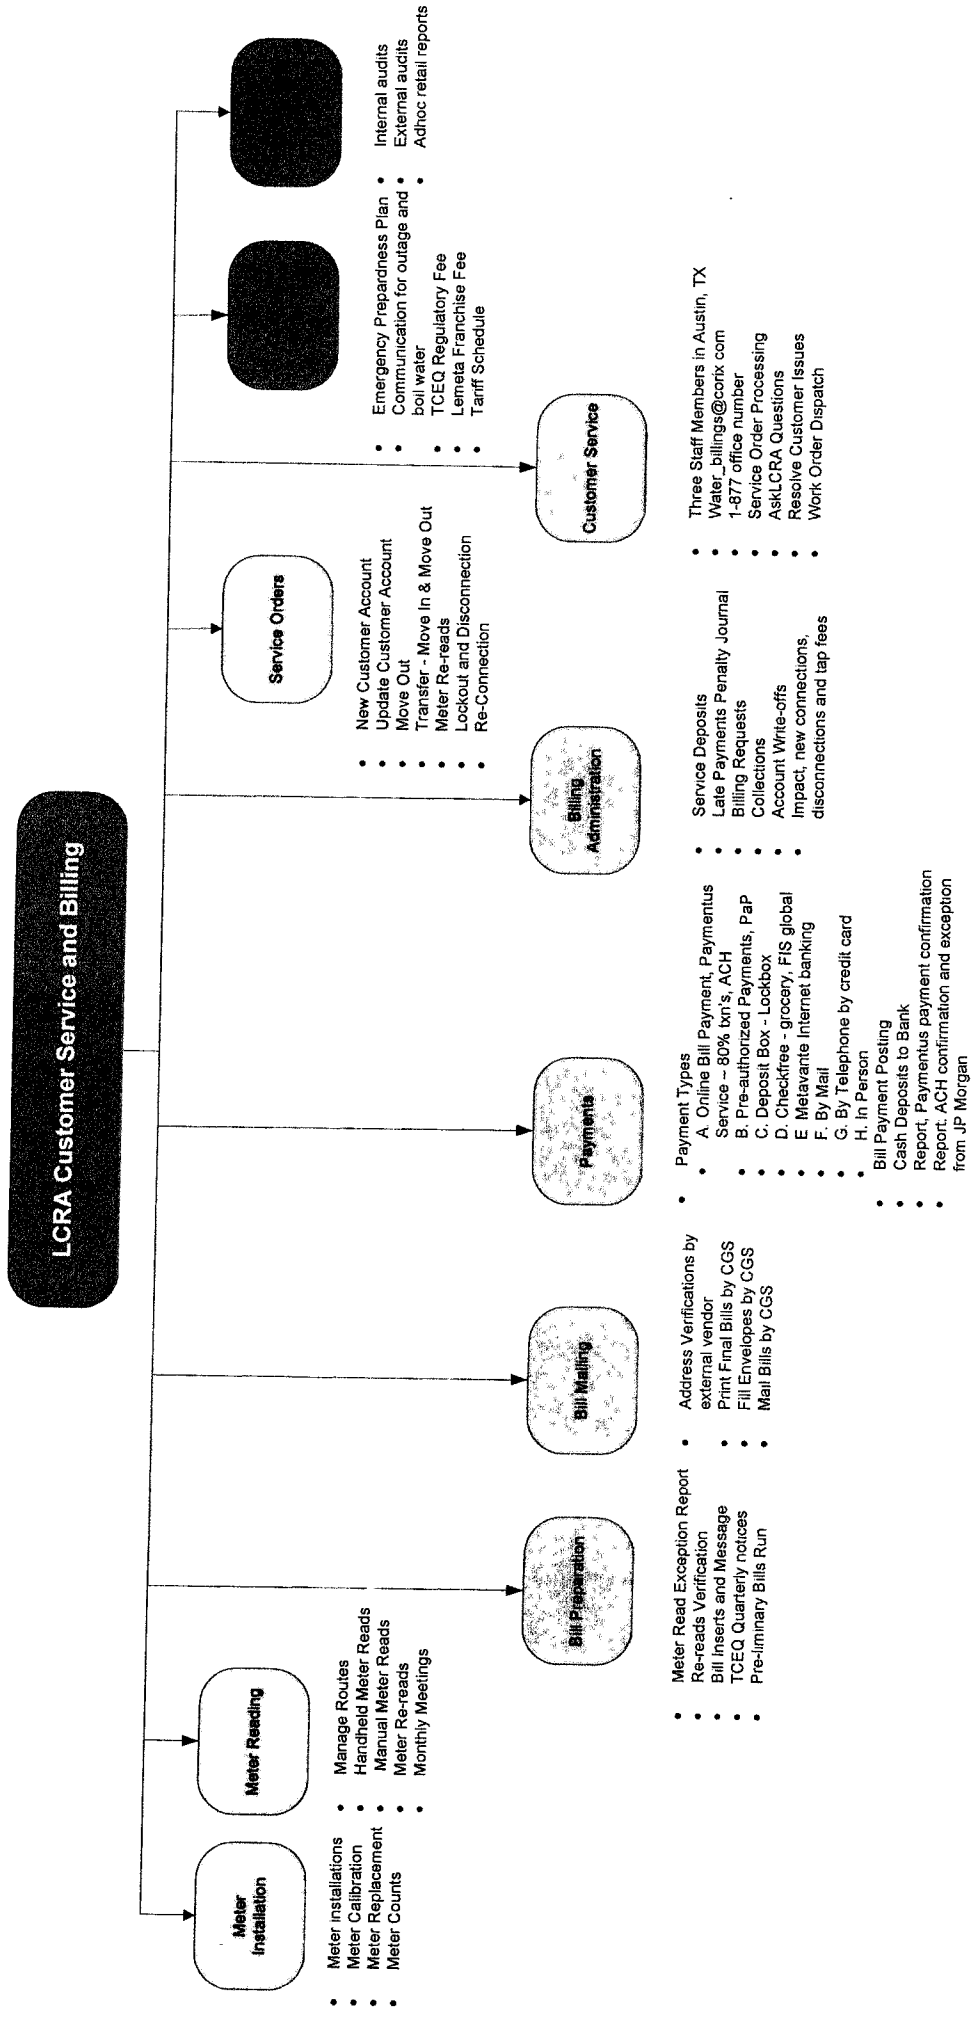 LCRA Customer Service and Billing
Meter
Installation
Meter installations
Meter Calibration
Meter Replacement
Meter Counts
Meter Reading
Manage Routes
Handheld Meter Reads
Manual Meter Reads
Meter Re-reads
Monthly Meetings
Bill Preparation
Meter Read Exception Report
Re-reads Verification
Bill Inserts and Message
TCEQ Quarterly notices
Pre-liminary Bills Run
Bill Mailing
Address Verifications by
external vendor
Print Final Bills by CGS
Fill Envelopes by CGS
Mail Bills by CGS
Payments
Payment Types
A. Online Bill Payment, Paymentus
Service – 80% txn's, ACH
B. Pre-authorized Payments, PaP
C. Deposit Box - Lockbox
D. Checkfree - grocery, FIS global
E Metavante Internet banking
F. By Mail
G. By Telephone by credit card
H. In Person
Bill Payment Posting
Cash Deposits to Bank
Report, Paymentus payment confirmation
Report. ACH confirmation and exception
from JP Morgan
Billing
Administration
Service Deposits
Late Payments Penalty Journal
Billing Requests
Collections
Account Write-offs
Impact, new connections,
disconnections and tap fees
Service Orders
New Customer Account
Update Customer Account
Move Out
Transfer - Move In & Move Out
Meter Re-reads
Lockout and Disconnection
Re-Connection
Customer Service
Three Staff Members in Austin, TX
Water_billings@corix com
1-877 office number
Service Order Processing
AskLCRA Questions
Resolve Customer Issues
Work Order Dispatch
Emergency Prepardness Plan
Communication for outage and
boil water
TCEQ Regulatory Fee
Lemeta Franchise Fee
Tariff Schedule
Internal audits
External audits
Adhoc retail reports